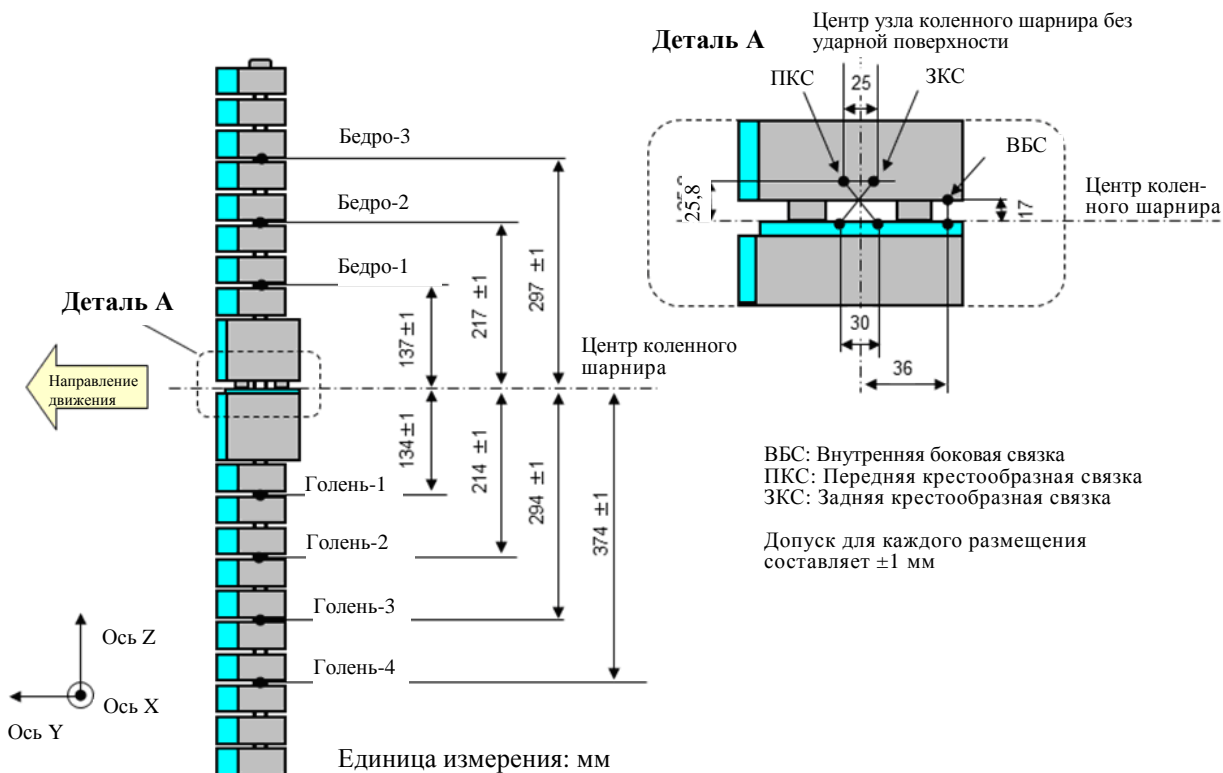 Деталь А
Центр узла коленного шарнира без
ударной поверхности
ПКС
25
ЗКС
ВБС
25,8
17
Центр колен-
ного шарнира
30
36
Бедро-3
Бедро-2
Бедро-1
297 ±1
217 ±1
137±1
Деталь А
Центр коленного
шарнира
Направление
движения
134±1
214 ±1
294 ±1
374 ±1
Голень-1
Голень-2
Голень-3
Голень-4
ВБС: Внутренняя боковая связка
ПКС: Передняя крестообразная связка
ЗКС: Задняя крестообразная связка
Допуск для каждого размещения
составляет ±1 мм
Ось Z
Ось X
Ось Y
Единица измерения: мм